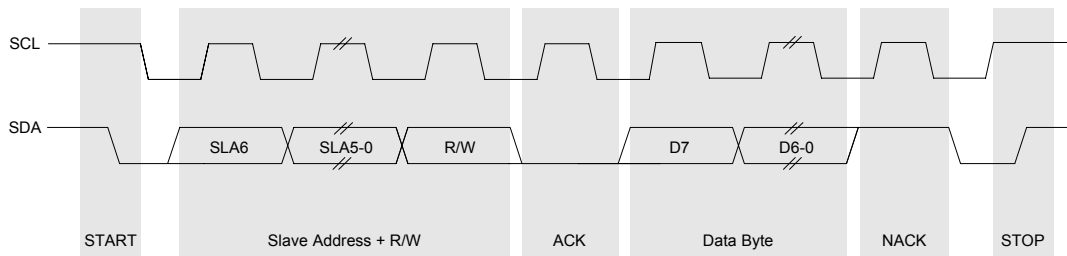 SCL
SDA
SLA6 SLA5-0 R/W D7 D6-0
START Slave Address + R/W ACK Data Byte NACK STOP